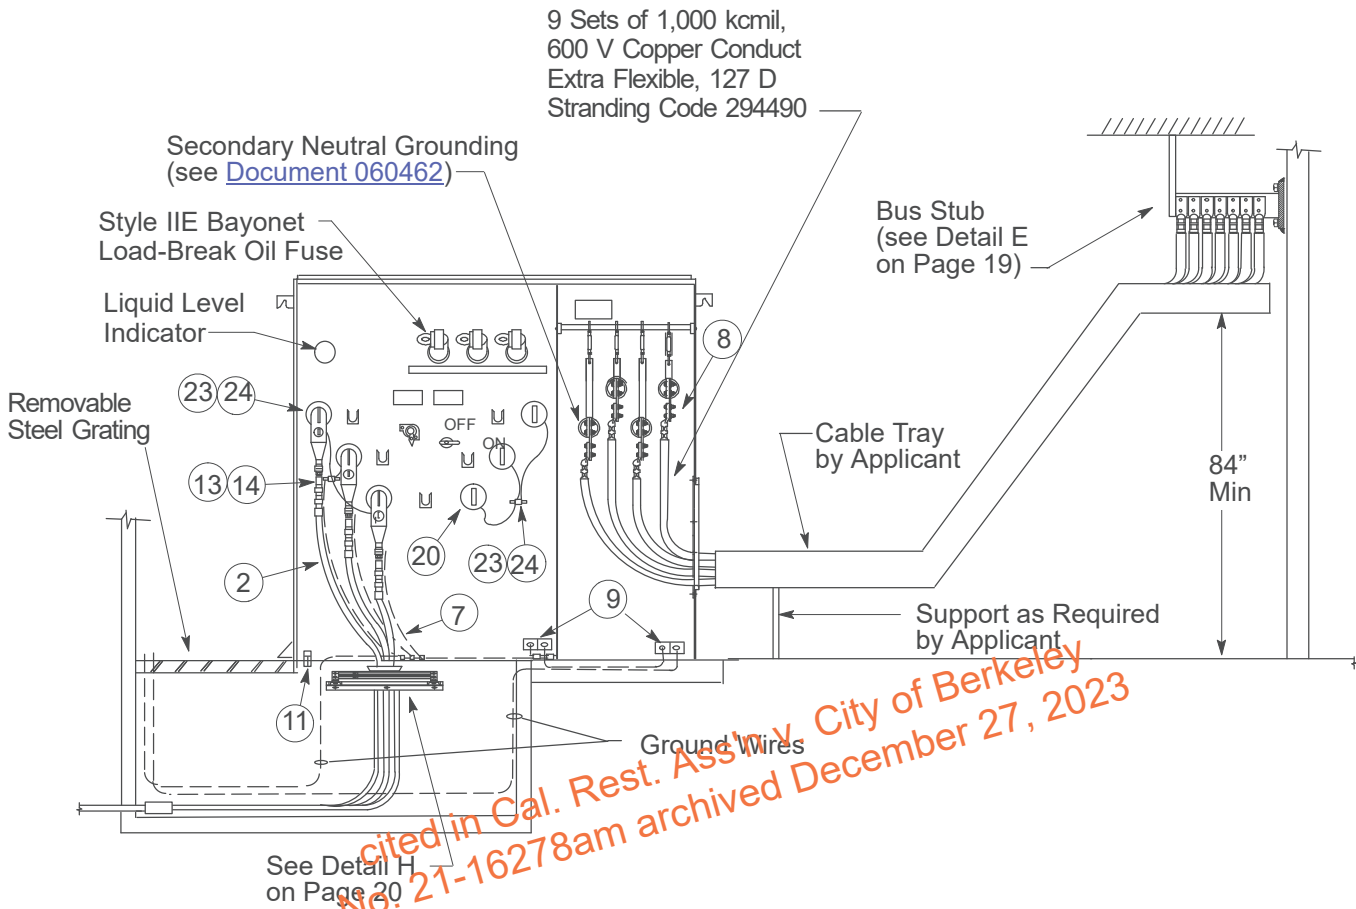 9 Sets of 1,000 kcmil,
600 V Copper Conduct
Extra Flexible, 127 D
Stranding Code 294490
Secondary Neutral Grounding
(see Document 060462)
Style IIE Bayonet
Load-Break Oil Fuse
Liquid Level
Indicator
Bus Stub
(see Detail E
on Page 19)
8
23 24
Removable
Steel Grating
OFF
ON
Cable Tray
by Applicant
84”
Min
13 14
20
23 24
2
7
9
Support as Required
by Applicant
11
Ground Wires
See Detail H
on Page 20
cited in Cal. Rest. Ass'n v. City of Berkeley
No. 21-16278am archived December 27, 2023